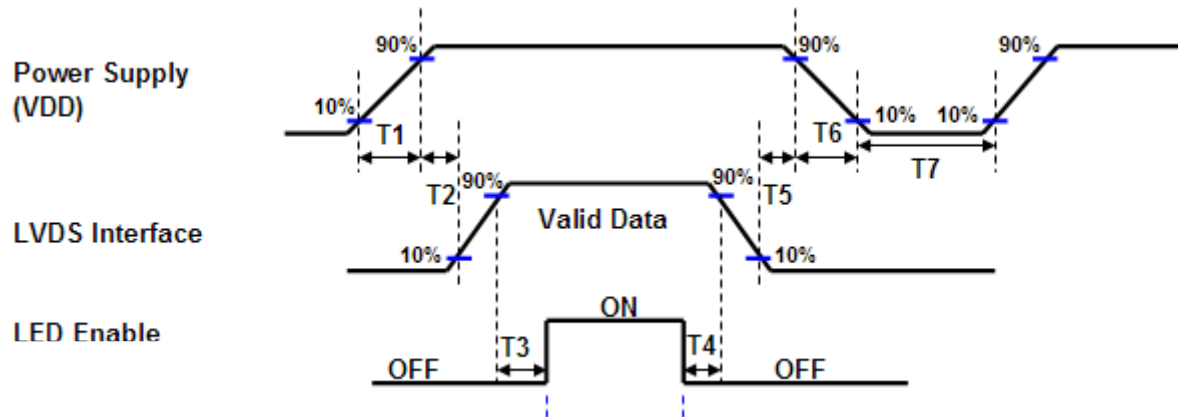 90%
90%
90%
Power Supply
(VDD)
10%
10%
10%
T1
T6
T7
T2
T5
90%
90%
Valid Data
LVDS Interface
10%
10%
ON
LED Enable
T3
T4
OFF
OFF